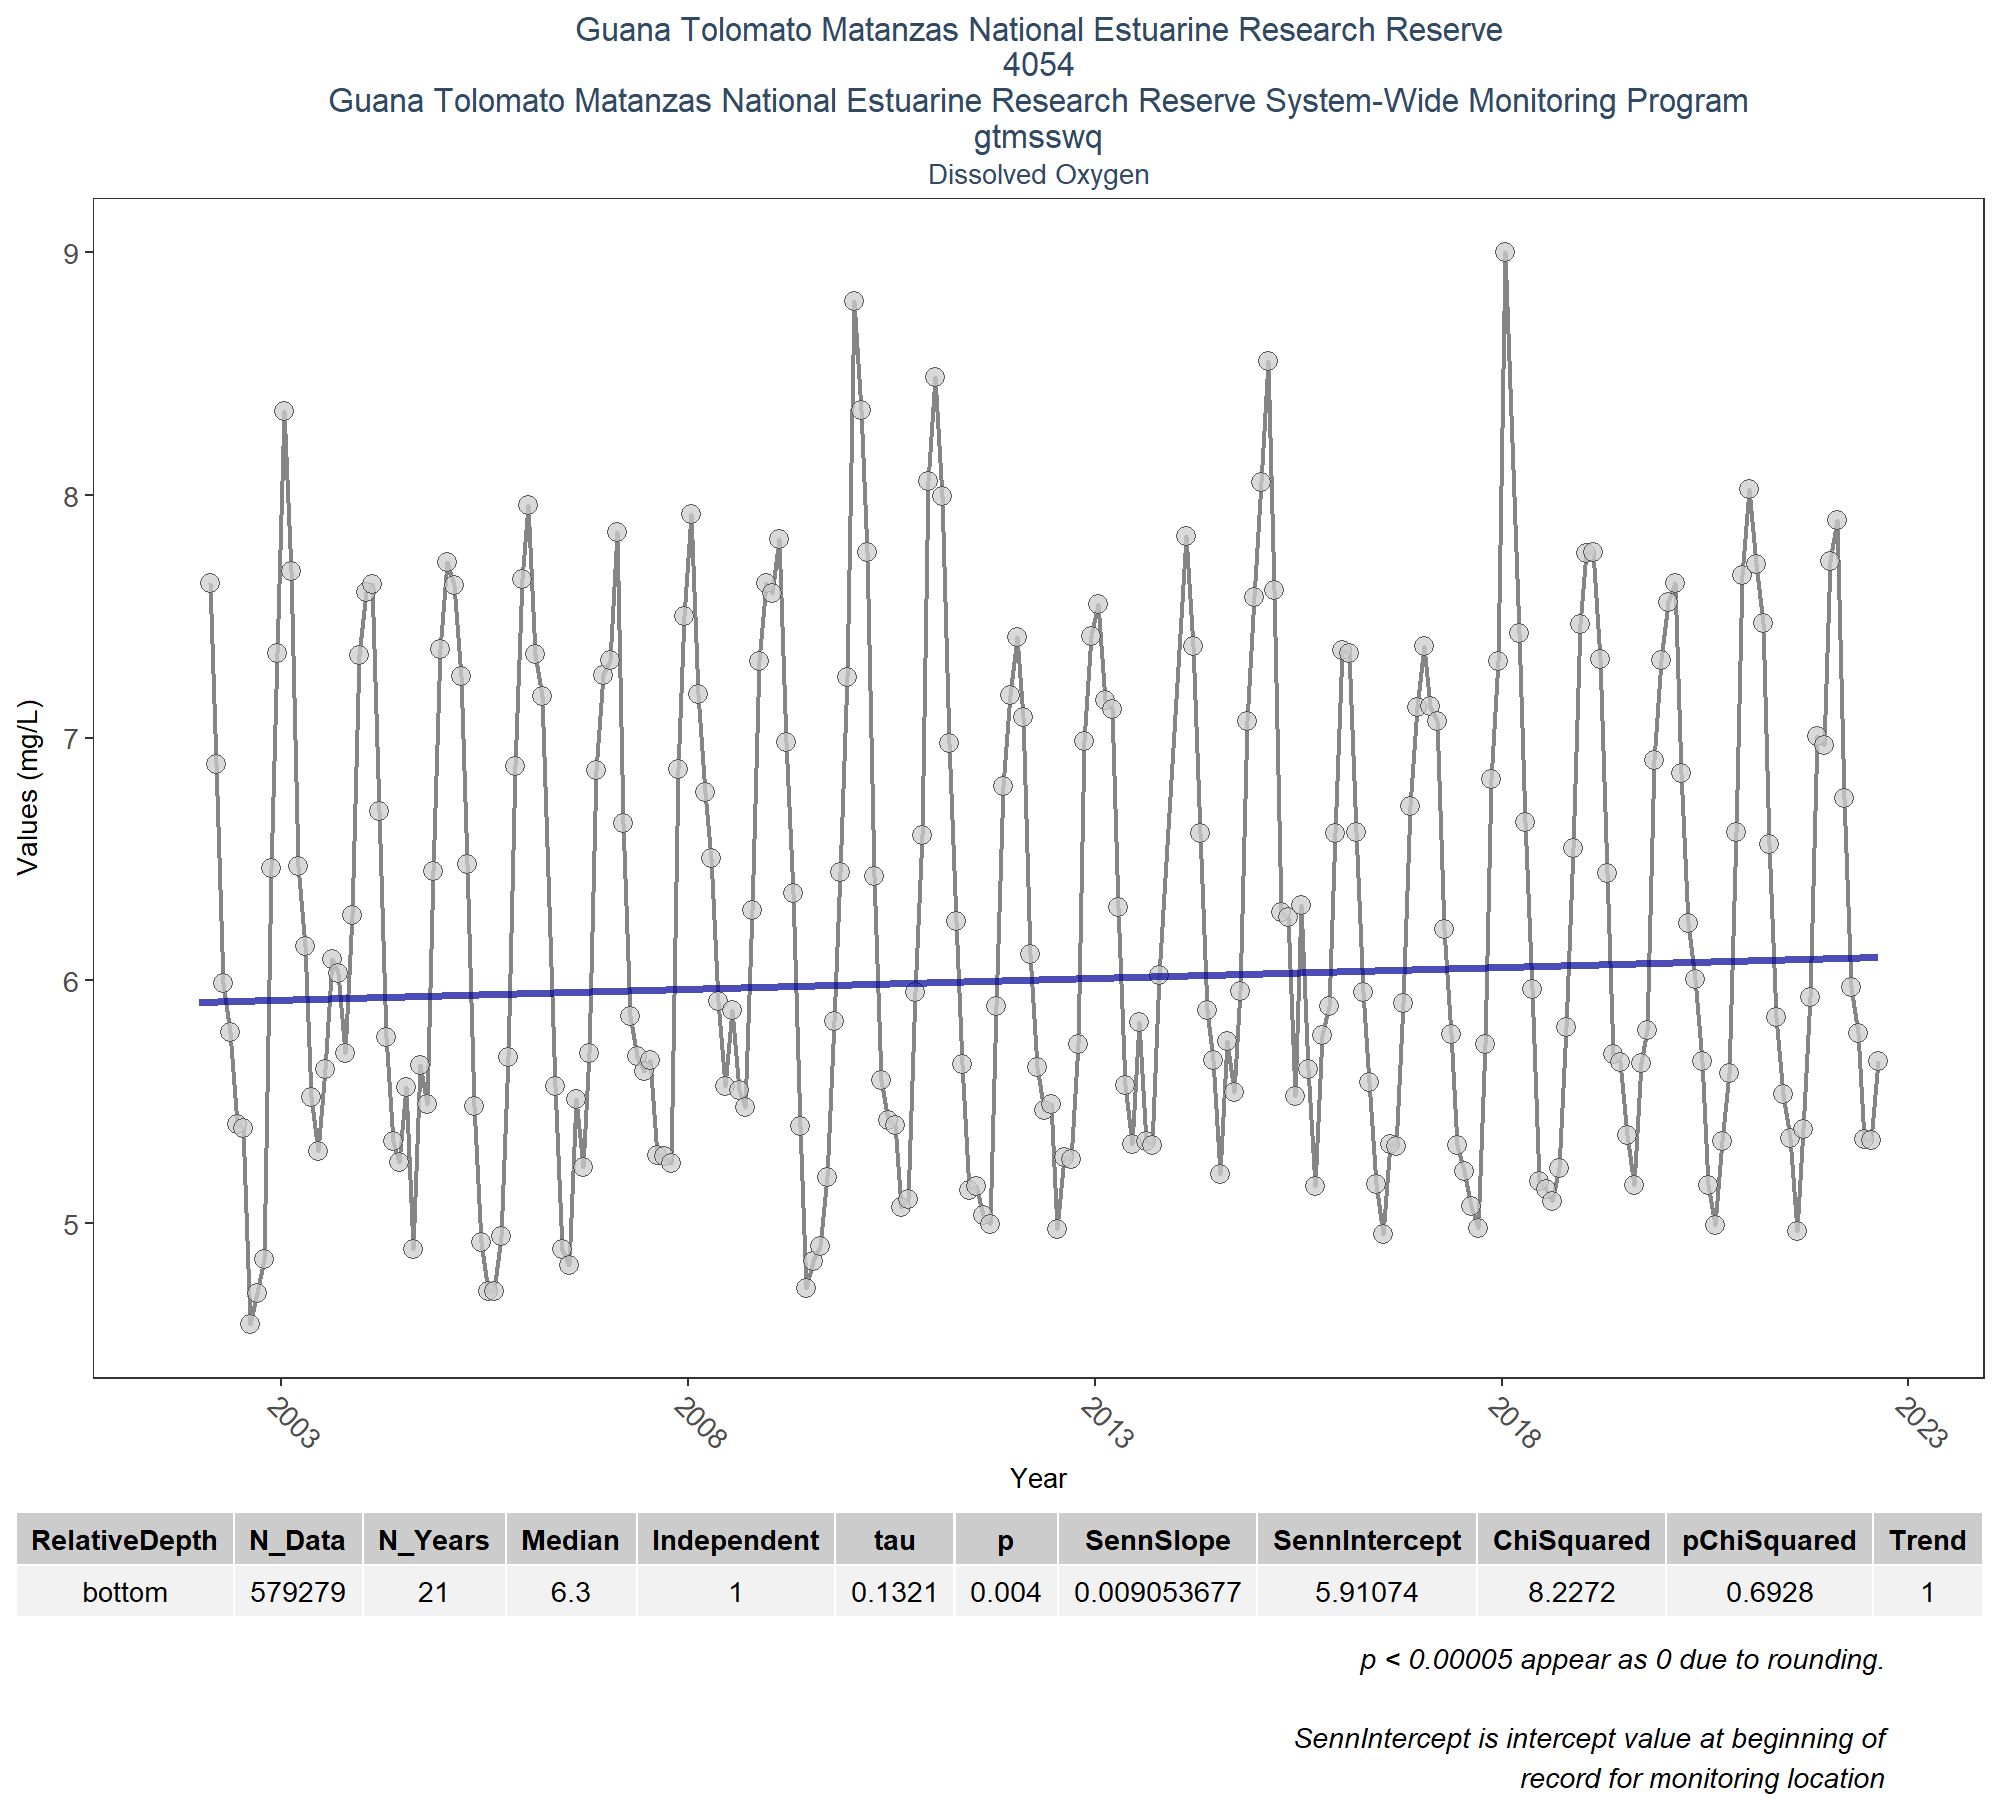 Guana Tolomato Matanzas National Estuarine Research Reserve
4054
Guana Tolomato Matanzas National Estuarine Research Reserve System-Wide Monitoring Program
gtmsswq
Dissolved Oxygen
Values (mg/L)
9
8
7
6
5
2003 2008 2013 2018 2023
Year
RelativeDepth N_Data N_Years Median Independent tau p SennSlope SennIntercept ChiSquared pChiSquared Trend
bottom 579279 21 6.3 1 0.1321 0.004 0.009053677 5.91074 8.2272 0.6928 1
p < 0.00005 appear as 0 due to rounding.
SennIntercept is intercept value at beginning of
record for monitoring location